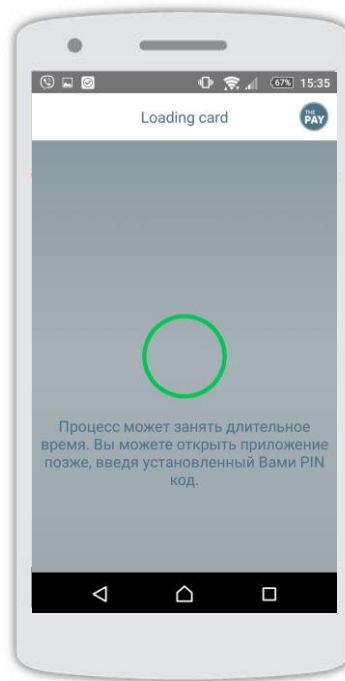 67% 15:35
Loading card
THE
PAY
Процесс может занять длительное
время. Вы можете открыть приложение
позже, введя установленный Вами PIN
код.